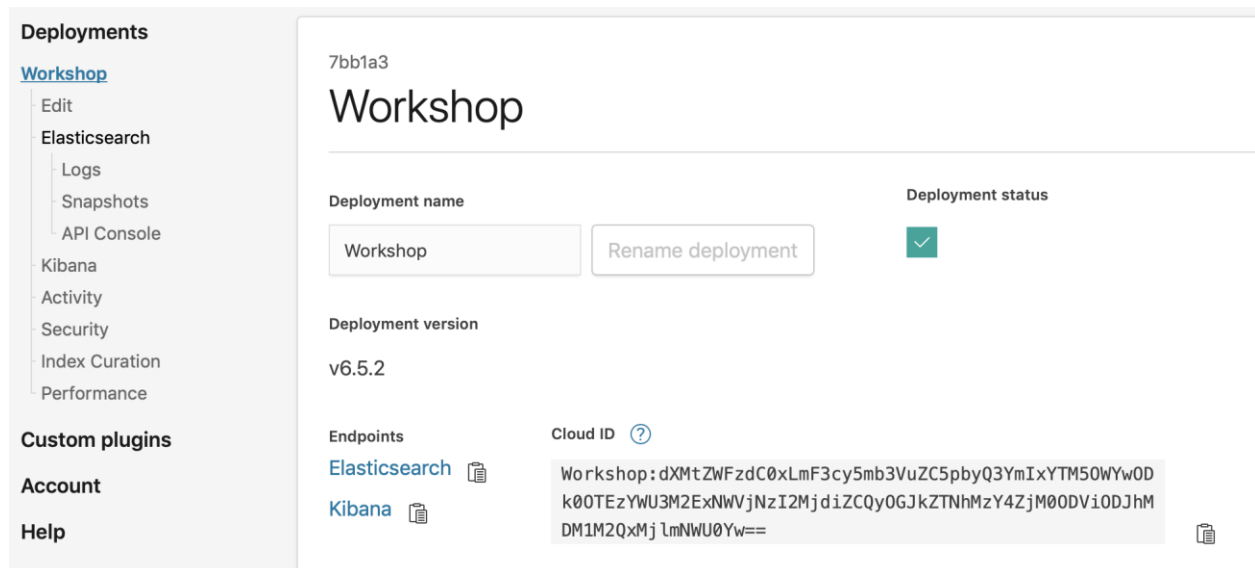 Deployments
Workshop
Edit
Elasticsearch
Logs
Snapshots
API Console
Kibana
Activity
Security
Index Curation
Performance
Custom plugins
Account
Help
7bb1a3
Workshop
Deployment name
Deployment status
Workshop
Rename deployment
Deployment version
v6.5.2
Endpoints
Cloud ID ?
Elasticsearch
Kibana
Workshop:dXMtZWFzdC0xLmF3cy5mb3VuZC5pbyQ3YmIxYTM5OWYwOD
k0OTEzYWU3M2ExNWVjNzI2MjdiZCQyOGJkZTNhMzY4ZjM0ODViODJhM
DM1M2QxMjlmNWU0Yw==